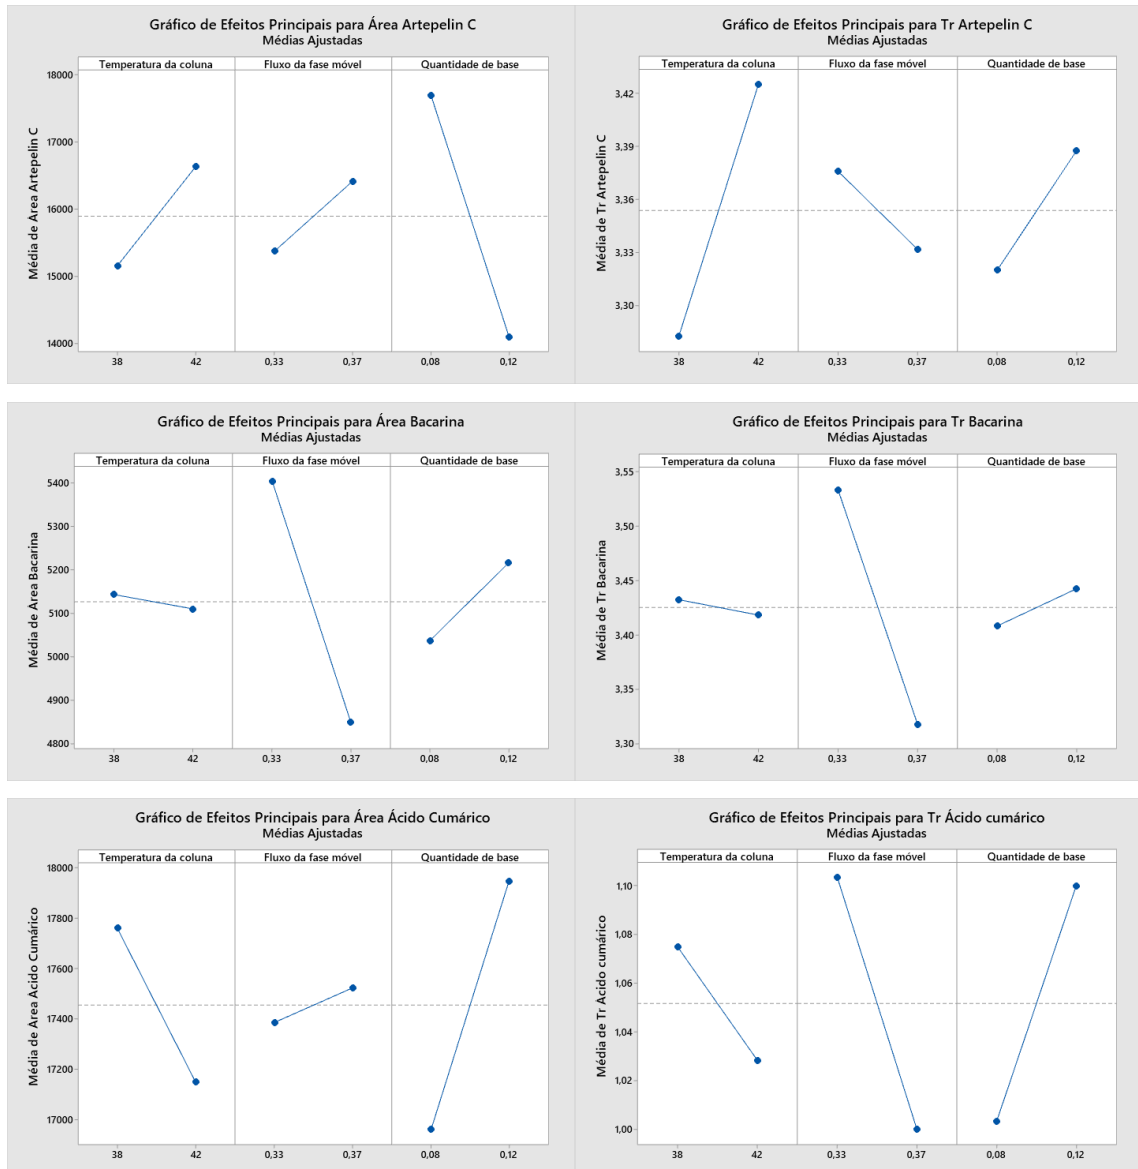 Gráfico de Efeitos Principais para Área Artepelin C
Médias Ajustadas
Temperatura da coluna
Fluxo da fase móvel
Quantidade de base
Média de Área Artepelin C
18000
17000
16000
15000
14000
38
42
0,33
0,37
0,08
0,12
Gráfico de Efeitos Principais para Tr Artepelin C
Médias Ajustadas
Temperatura da coluna
Fluxo da fase móvel
Quantidade de base
Média de Tr Artepelin C
3,42
3,39
3,36
3,33
3,30
38
42
0,33
0,37
0,08
0,12
Gráfico de Efeitos Principais para Área Bacarina
Médias Ajustadas
Temperatura da coluna
Fluxo da fase móvel
Quantidade de base
Média de Área Bacarina
5400
5300
5200
5100
5000
4900
4800
38
42
0,33
0,37
0,08
0,12
Gráfico de Efeitos Principais para Tr Bacarina
Médias Ajustadas
Temperatura da coluna
Fluxo da fase móvel
Quantidade de base
Média de Tr Bacarina
3,55
3,50
3,45
3,40
3,35
3,30
38
42
0,33
0,37
0,08
0,12
Gráfico de Efeitos Principais para Área Ácido Cumárico
Médias Ajustadas
Temperatura da coluna
Fluxo da fase móvel
Quantidade de base
Média de Área Ácido Cumárico
18000
17800
17600
17400
17200
17000
38
42
0,33
0,37
0,08
0,12
Gráfico de Efeitos Principais para Tr Ácido cumárico
Médias Ajustadas
Temperatura da coluna
Fluxo da fase móvel
Quantidade de base
Média de Tr Ácido cumárico
1,10
1,08
1,06
1,04
1,02
1,00
38
42
0,33
0,37
0,08
0,12